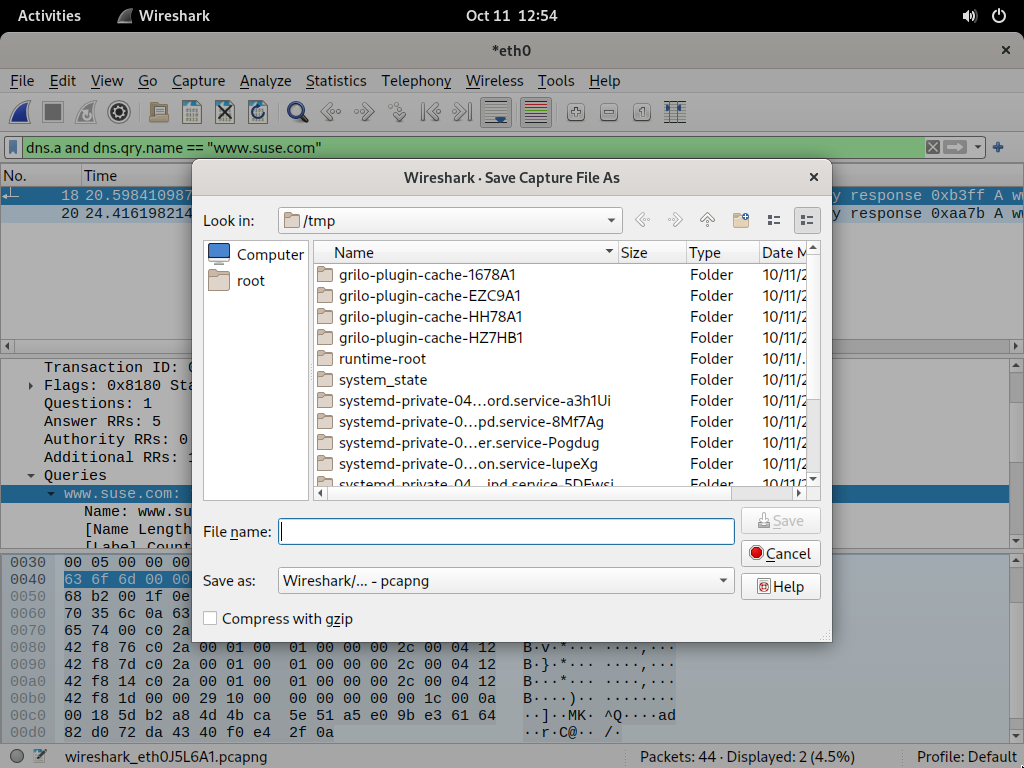 Activities Wireshark Oct 11 12:54
*eth0
File Edit View Go Capture Analyze Statistics Telephony Wireless Tools Help
dns.a and dns.qry.name == "www.suse.com"
No. Time
18 20.598410987 y response 0xb3ff A w
20 24.416198214 y response 0xaa7b A w
Wireshark · Save Capture File As
Look in: /tmp
Computer
root
Name Size Type Date M
grilo-plugin-cache-1678A1 Folder 10/11/2
grilo-plugin-cache-EZC9A1 Folder 10/11/2
grilo-plugin-cache-HH78A1 Folder 10/11/2
grilo-plugin-cache-HZ7HB1 Folder 10/11/2
runtime-root Folder 10/11/.
system_state Folder 10/11/2
systemd-private-04…ord.service-a3h1Ui Folder 10/11/2
systemd-private-0…pd.service-8Mf7Ag Folder 10/11/2
systemd-private-0…er.service-Pogdug Folder 10/11/2
systemd-private-0…on.service-lupeXg Folder 10/11/2
systemd-private-04…ind.service-5DFwsi Folder 10/11/2
File name: Save
Cancel
Save as: Wireshark/... - pcapng
Help
Compress with gzip
Transaction ID: 0
Flags: 0x8180 Sta
Questions: 1
Answer RRs: 5
Authority RRs: 0
Additional RRs: 1
Queries
www.suse.com:
Name: www.su
[Name Length
[Label Count
0030 00 05 00 00 00
0040 63 6f 6d 00 00
0050 68 b2 00 1f 0e
0060 70 35 6c 0a 63
0070 65 74 00 c0 2a
0080 42 f8 76 c0 2a 00 01 00 01 00 00 00 2c 00 04 12 B·v·*··· ····,···
0090 42 f8 7d c0 2a 00 01 00 01 00 00 00 2c 00 04 12 B·}·*··· ····,···
00a0 42 f8 14 c0 2a 00 01 00 01 00 00 00 2c 00 04 12 B···*··· ····,···
00b0 42 f8 1d 00 00 29 10 00 00 00 00 00 00 1c 00 0a B····)·· ········
00c0 00 18 5d b2 a8 4d 4b ca 5e 51 a5 e0 9b e3 61 64 ··]··MK· ^Q····ad
00d0 82 d0 72 da 43 40 f0 e4 2f 0a ··r·C@·· /·
wireshark_eth0J5L6A1.pcapng Packets: 44 · Displayed: 2 (4.5%) Profile: Default